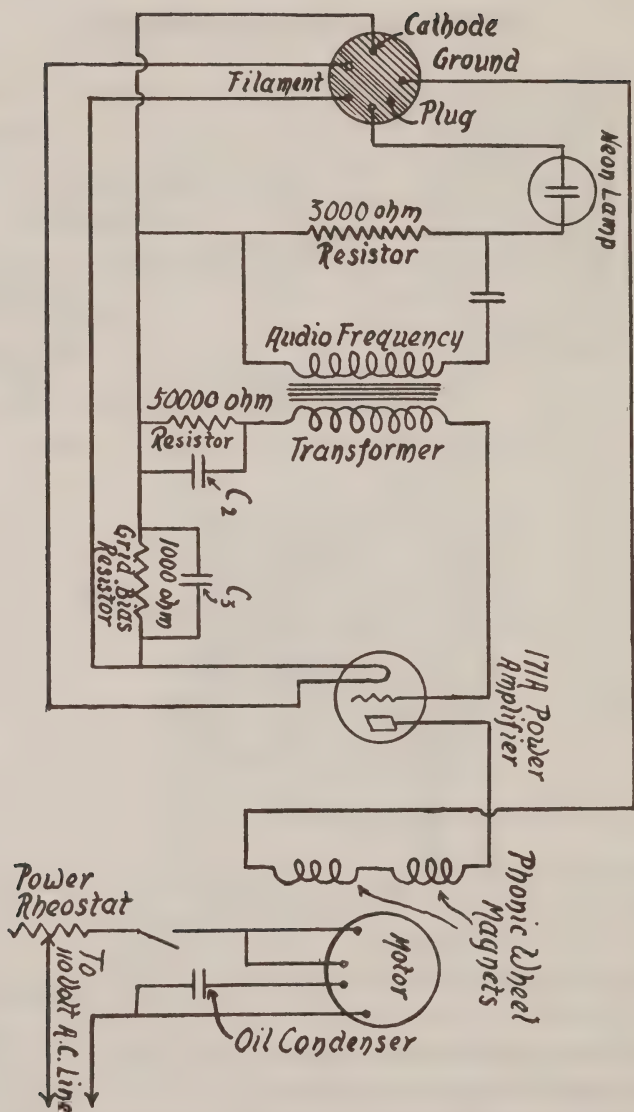 Cathode
Ground
Filament
Plug
Neon Lamp
3000 ohm
Resistor
Audio Frequency
50000 ohm
Resistor
Transformer
C2
Grid Bias
Resistor
1000 ohm
C3
171A Power
Amplifier
Phonic Wheel
Magnets
Power
Rheostat
Motor
To
110 Volt A.C. Line
Oil Condenser